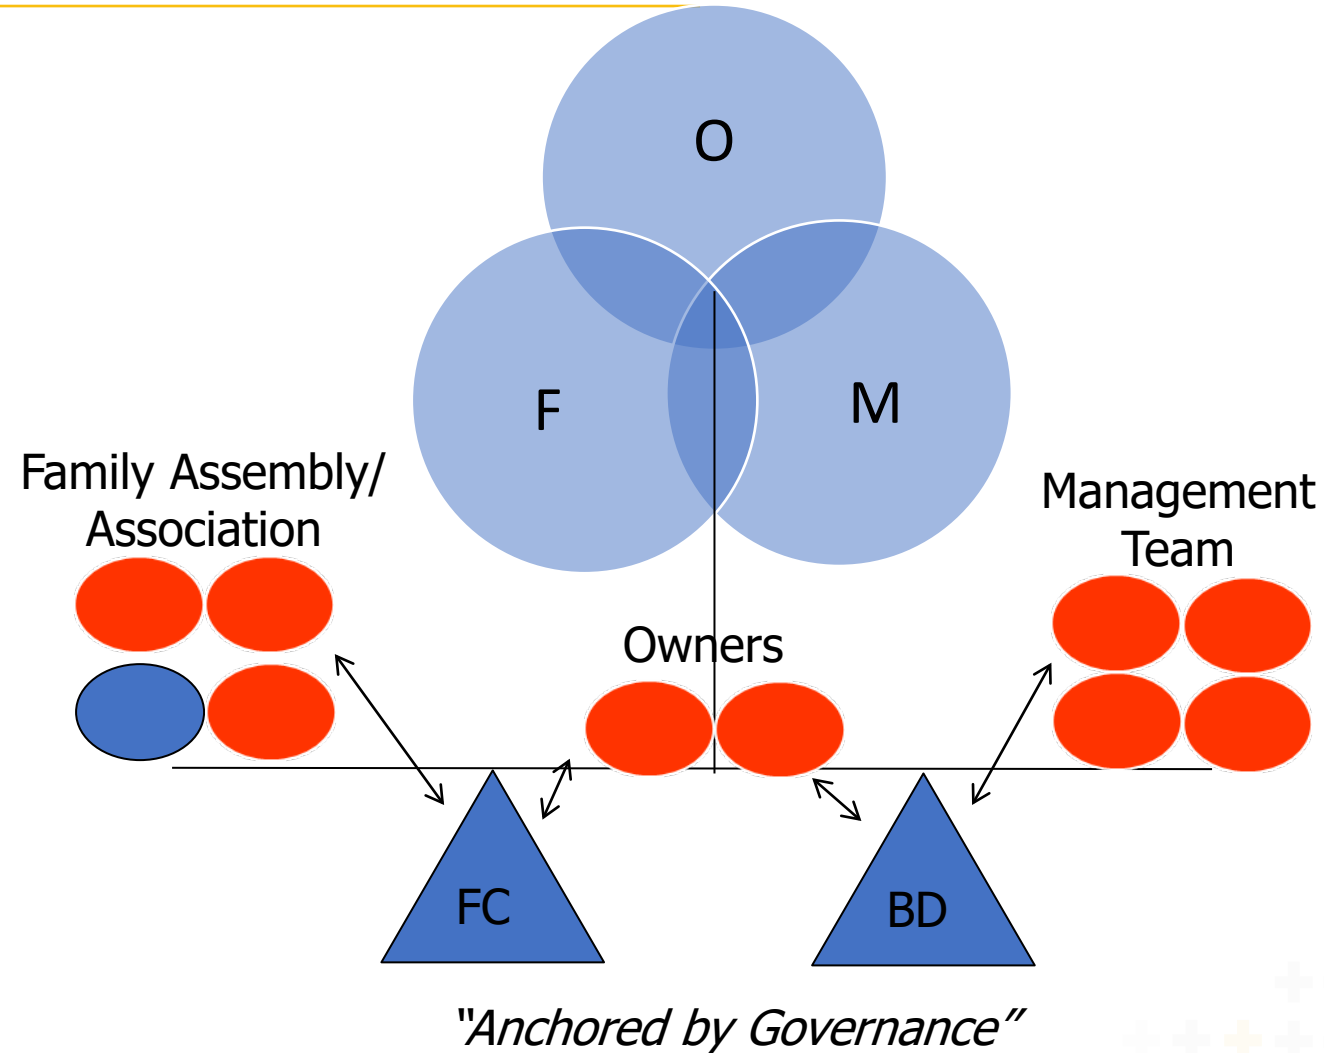 O
F
M
Family Assembly/
Association
Management
Team
Owners
FC
BD
“Anchored by Governance”